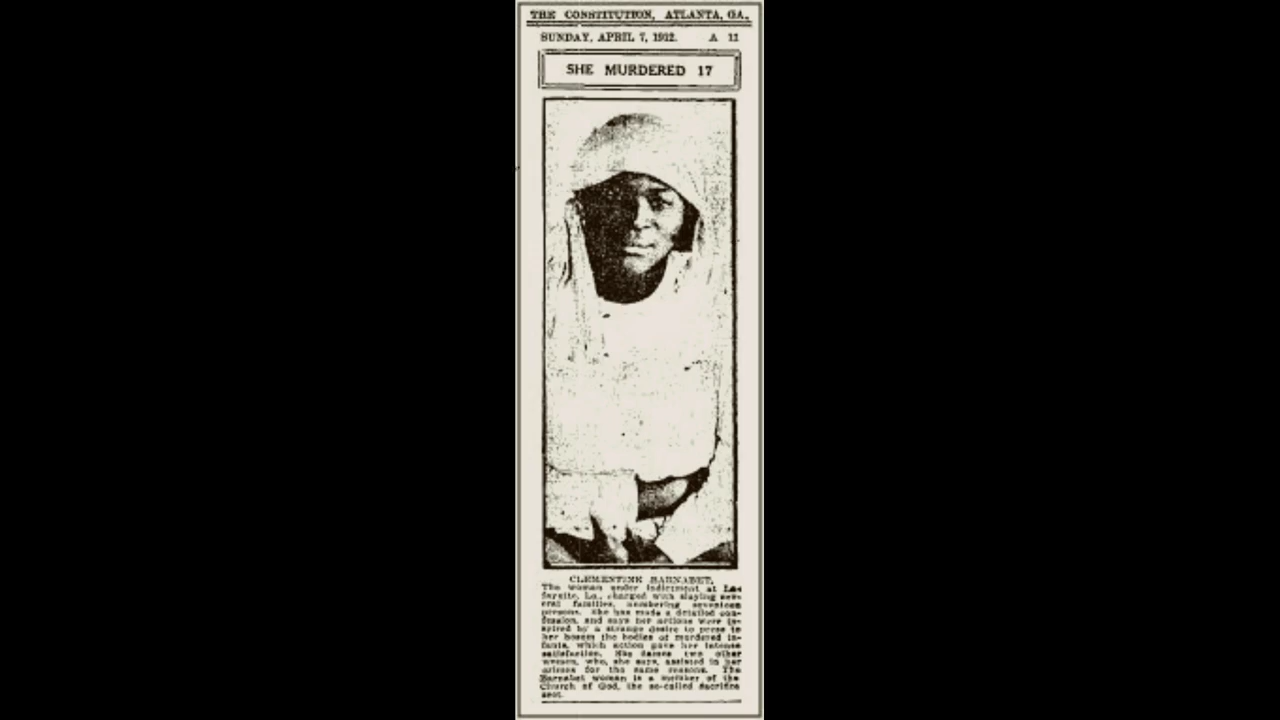 THE CONSTITUTION, ATLANTA, GA.
SUNDAY, APRIL 7, 1912. A 11
SHE MURDERED 17
CLEMENTINE BARNABET.
The woman under indictment at Laf-
fayette, La., charged with slaying sev-
eral families, numbering seventeen
persons. She has made a detailed con-
fession, and says her actions were in-
spired by a strange desire to press to
her bosom the bodies of murdered in-
fants, which action gave her intense
satisfaction. She names two other
women, who, she says, assisted in her
crimes for the same reasons. The
Barnabet woman is a member of the
Church of God, the so-called Sacrifice
sect.